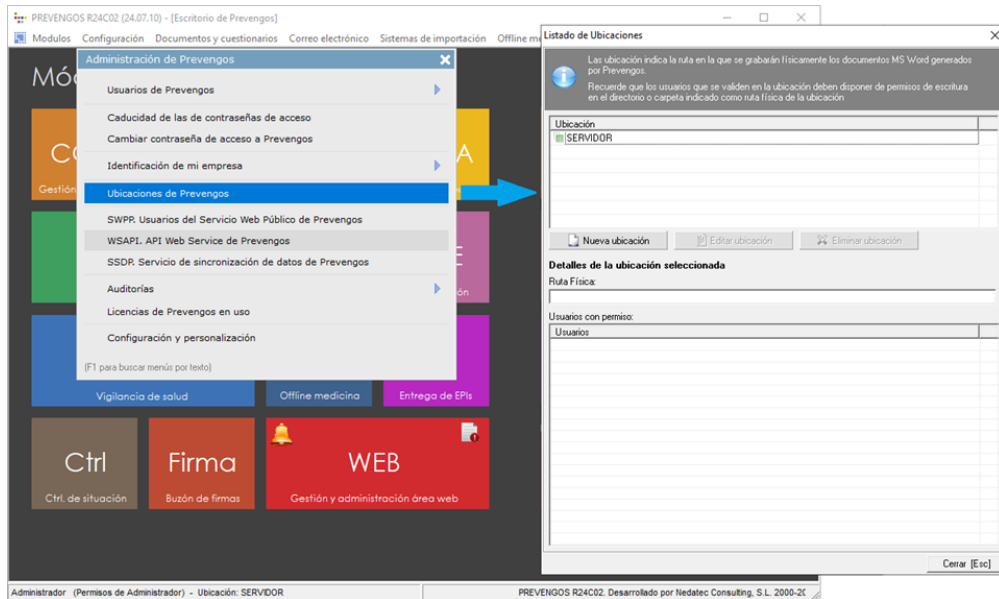 PREVENGOS R24C02 (24.07.10) - [Escritorio de Prevengos]
Modulos Configuración Documentos y cuestionarios Correo electrónico Sistemas de importación Offline
Administración de Prevengos
Usuarios de Prevengos
Caducidad de las de contraseñas de acceso
Cambiar contraseña de acceso a Prevengos
Identificación de mi empresa
Ubicaciones de Prevengos
SWPP. Usuarios del Servicio Web Público de Prevengos
WSAPI. API Web Service de Prevengos
SSDP. Servicio de sincronización de datos de Prevengos
Auditorías
Licencias de Prevengos en uso
Configuración y personalización
(F1 para buscar menús por texto)
Vigilancia de salud
Offline medicina
Entrega de EPIs
Ctrl
Ctrl. de situación
Firma
Buzón de firmas
WEB
Gestión y administración área web
Administrador (Permisos de Administrador) - Ubicación: SERVIDOR
PREVENGOS R24C02. Desarrollado por Nedatec Consulting, S.L. 2000-20
Listado de Ubicaciones
Las ubicación indica la ruta en la que se grabarán físicamente los documentos MS Word generados
por Prevengos.
Recuerde que los usuarios que se validen en la ubicación deben disponer de permisos de escritura
en el directorio o carpeta indicado como ruta física de la ubicación
Ubicación
SERVIDOR
Nueva ubicación
Editar ubicación
Eliminar ubicación
Detalles de la ubicación seleccionada
Ruta Física:
Usuarios con permiso:
Usuarios
Cerrar [Esc]